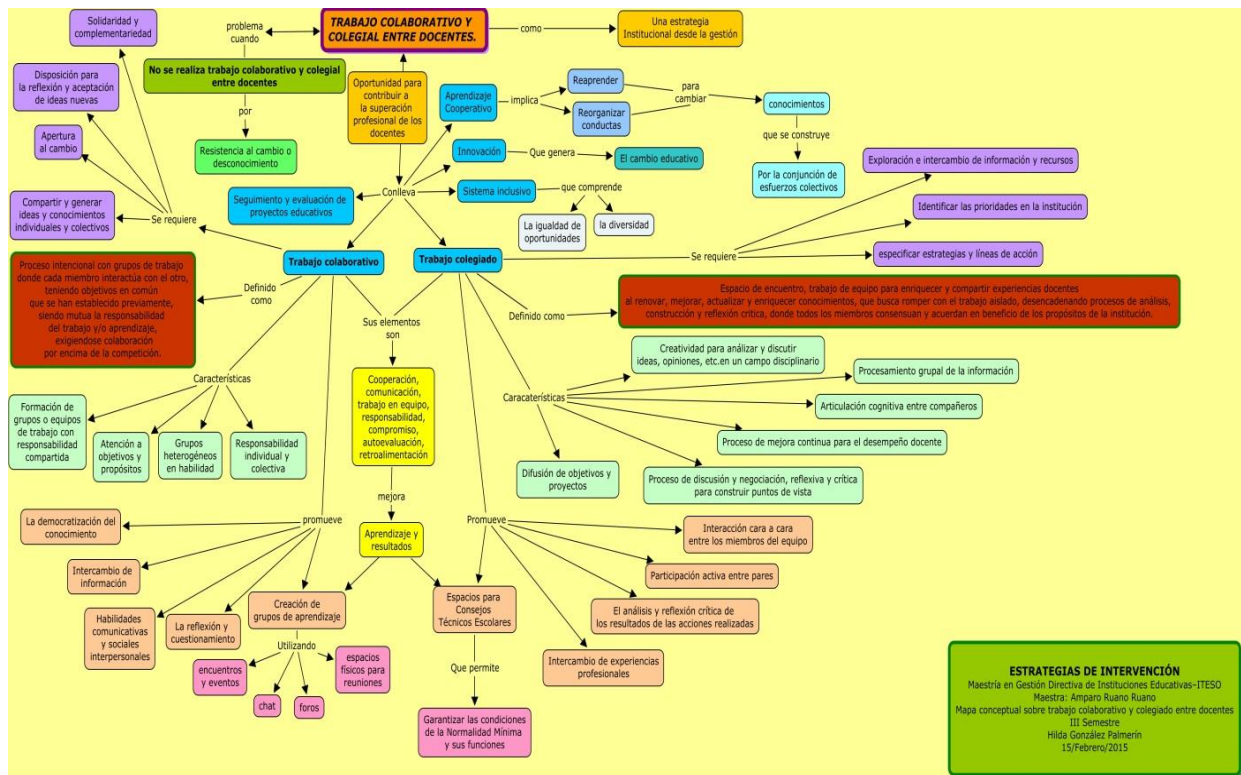 TRABAJO COLABORATIVO Y
COLEGIAL ENTRE DOCENTES.
problema
cuando
como
Una estrategia
Institucional desde la gestión
Solidaridad y
complementariedad
No se realiza trabajo colaborativo y colegial
entre docentes
por
Resistencia al cambio o
desconocimiento
Oportunidad para
contribuir a
la superación
profesional de los
docentes
Disposición para
la reflexión y aceptación
de ideas nuevas
Apertura
al cambio
Compartir y generar
ideas y conocimientos
individuales y colectivos
Se requiere
Conlleva
Aprendizaje
Cooperativo
implica
Reaprender
Reorganizar
conductas
para
cambiar
conocimientos
que se construye
Por la conjunción de
esfuerzos colectivos
Innovación
Que genera
El cambio educativo
Seguimiento y evaluación de
proyectos educativos
Sistema inclusivo
que comprende
La igualdad de
oportunidades
la diversidad
Exploración e intercambio de información y recursos
Identificar las prioridades en la institución
especificar estrategias y líneas de acción
Se requiere
Trabajo colaborativo
Trabajo colegiado
Proceso intencional con grupos de trabajo
donde cada miembro interactúa con el otro,
teniendo objetivos en común
que se han establecido previamente,
siendo mutua la responsabilidad
del trabajo y/o aprendizaje,
exigiendose colaboración
por encima de la competición.
Definido
como
Sus elementos
son
Definido como
Espacio de encuentro, trabajo de equipo para enriquecer y compartir experiencias docentes
al renovar, mejorar, actualizar y enriquecer conocimientos, que busca romper con el trabajo aislado, desencadenando procesos de análisis,
construcción y reflexión critica, donde todos los miembros consensuan y acuerdan en beneficio de los propósitos de la institución.
Características
Formación de
grupos o equipos
de trabajo con
responsabilidad
compartida
Atención a
objetivos y
propósitos
Grupos
heterogéneos
en habilidad
Responsabilidad
individual y
colectiva
Cooperación,
comunicación,
trabajo en equipo,
responsabilidad,
compromiso,
autoevaluación,
retroalimentación
mejora
Aprendizaje y
resultados
Caracaterísticas
Creatividad para análizar y discutir
ideas, opiniones, etc.en un campo disciplinario
Procesamiento grupal de la información
Articulación cognitiva entre compañeros
Proceso de mejora continua para el desempeño docente
Proceso de discusión y negociación, reflexiva y crítica
para construir puntos de vista
Difusión de objetivos y
proyectos
promueve
La democratización del
conocimiento
Intercambio de
información
Habilidades
comunicativas
y sociales
interpersonales
La reflexión y
cuestionamiento
Creación de
grupos de aprendizaje
Utilizando
encuentros
y eventos
chat
foros
espacios
físicos para
reuniones
Promueve
Interacción cara a cara
entre los miembros del equipo
Participación activa entre pares
El análisis y reflexión crítica de
los resultados de las acciones realizadas
Intercambio de experiencias
profesionales
Espacios para
Consejos
Técnicos Escolares
Que permite
Garantizar las condiciones
de la Normalidad Mínima
y sus funciones
ESTRATEGIAS DE INTERVENCIÓN
Maestría en Gestión Directiva de Instituciones Educativas-ITESO
Maestra: Amparo Ruano Ruano
Mapa conceptual sobre trabajo colaborativo y colegiado entre docentes
III Semestre
Hilda González Palmerín
15/Febrero/2015